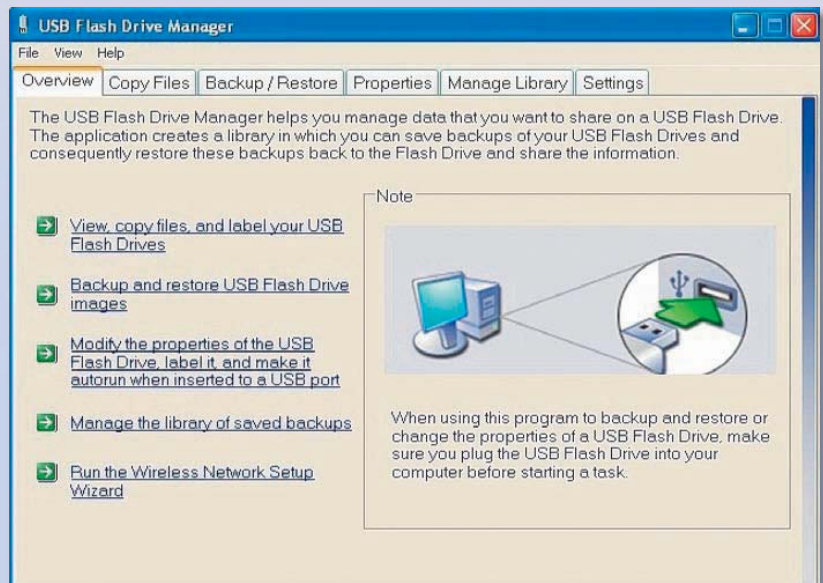 USB Flash Drive Manager
File View Help
Overview Copy Files Backup / Restore Properties Manage Library Settings
The USB Flash Drive Manager helps you manage data that you want to share on a USB Flash Drive.
The application creates a library in which you can save backups of your USB Flash Drives and
consequently restore these backups back to the Flash Drive and share the information.
View, copy files, and label your USB
Flash Drives
Backup and restore USB Flash Drive
images
Modify the properties of the USB
Flash Drive, label it, and make it
autorun when inserted to a USB port
Manage the library of saved backups
Run the Wireless Network Setup
Wizard
Note
When using this program to backup and restore or
change the properties of a USB Flash Drive, make
sure you plug the USB Flash Drive into your
computer before starting a task.